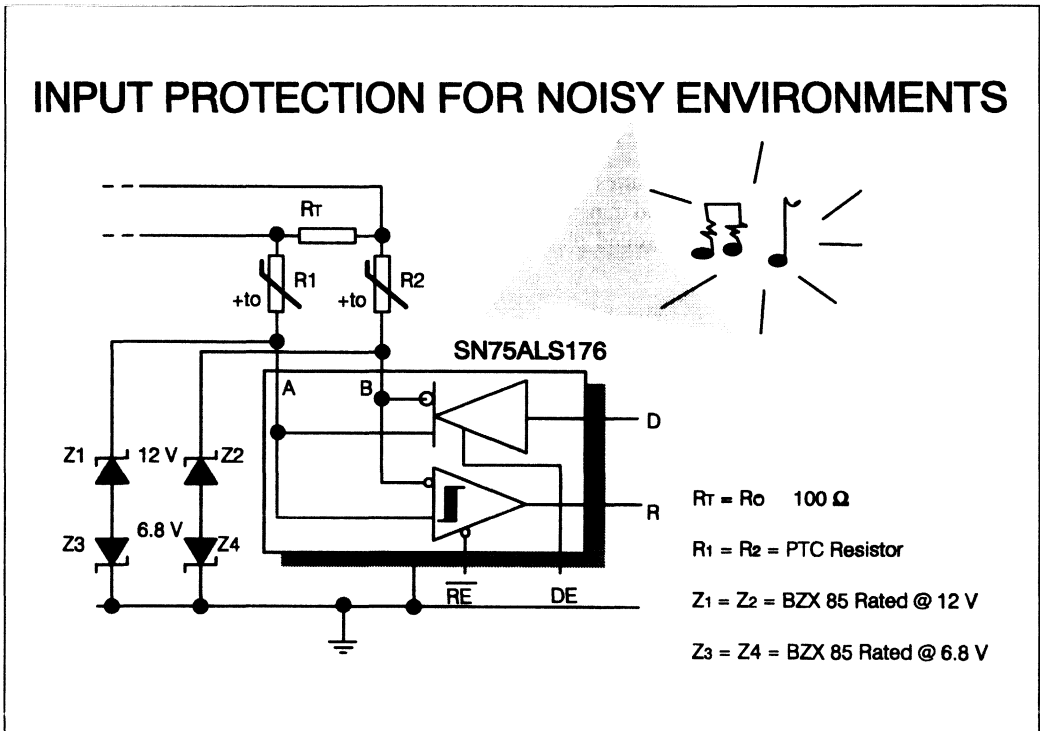 INPUT PROTECTION FOR NOISY ENVIRONMENTS
RT
R1
R2
+to
+to
SN75ALS176
A
B
D
Z1
12 V
Z2
R
6.8 V
Z3
Z4
RE
DE
RT = RO 100 Ω
R1 = R2 = PTC Resistor
Z1 = Z2 = BZX 85 Rated @ 12 V
Z3 = Z4 = BZX 85 Rated @ 6.8 V